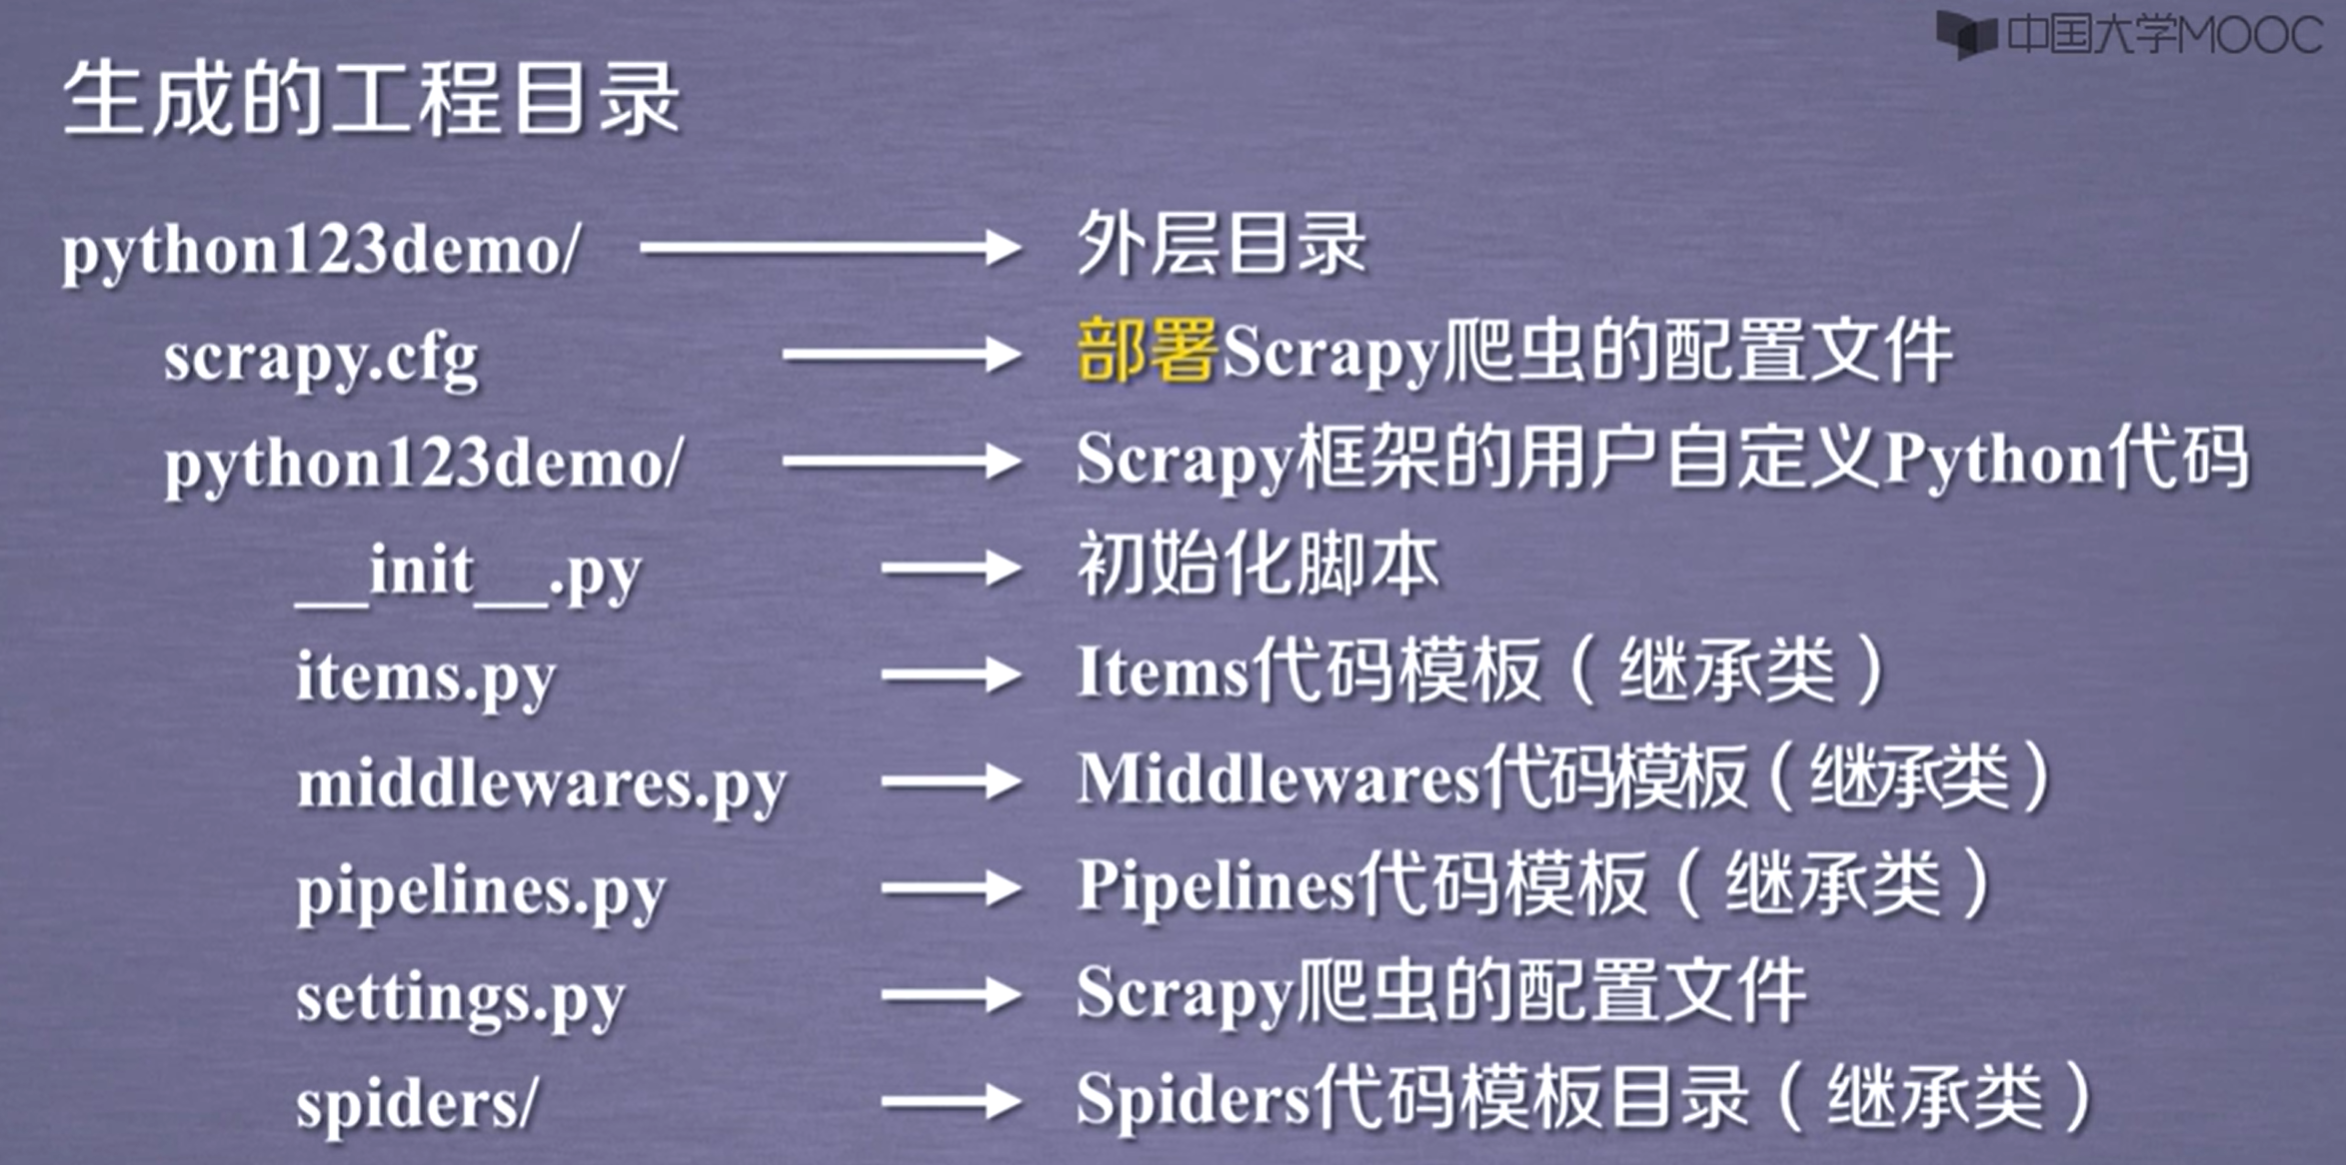 中国大学MOOC
生成的工程目录
python123demo/ 外层目录
scrapy.cfg 部署Scrapy爬虫的配置文件
python123demo/ Scrapy框架的用户自定义Python代码
__init__.py 初始化脚本
items.py Items代码模板（继承类）
middlewares.py Middlewares代码模板（继承类）
pipelines.py Pipelines代码模板（继承类）
settings.py Scrapy爬虫的配置文件
spiders/ Spiders代码模板目录（继承类）